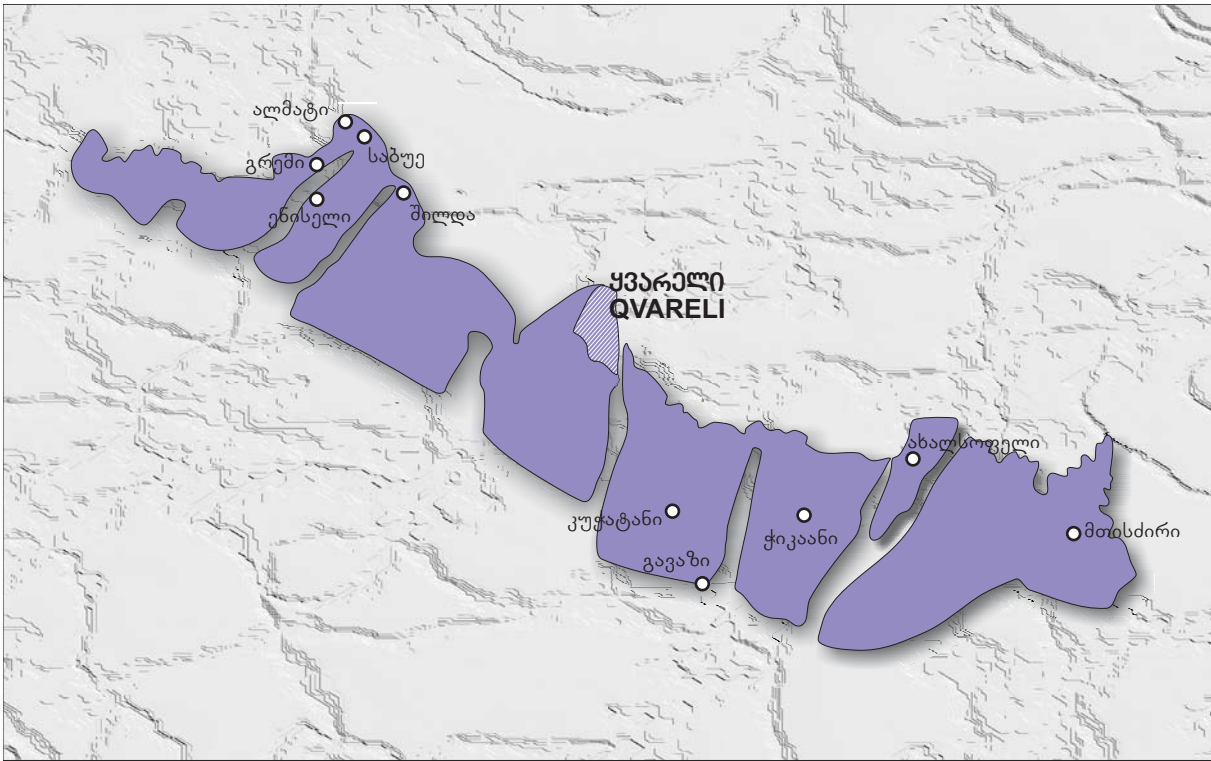 ალმატი
საბუე
გრემი
ენისელი
შილდა
ყვარელი
QVARELI
ახალსოფელი
კუჭატანი
ჭიკაანი
მთისძირი
გავაზი